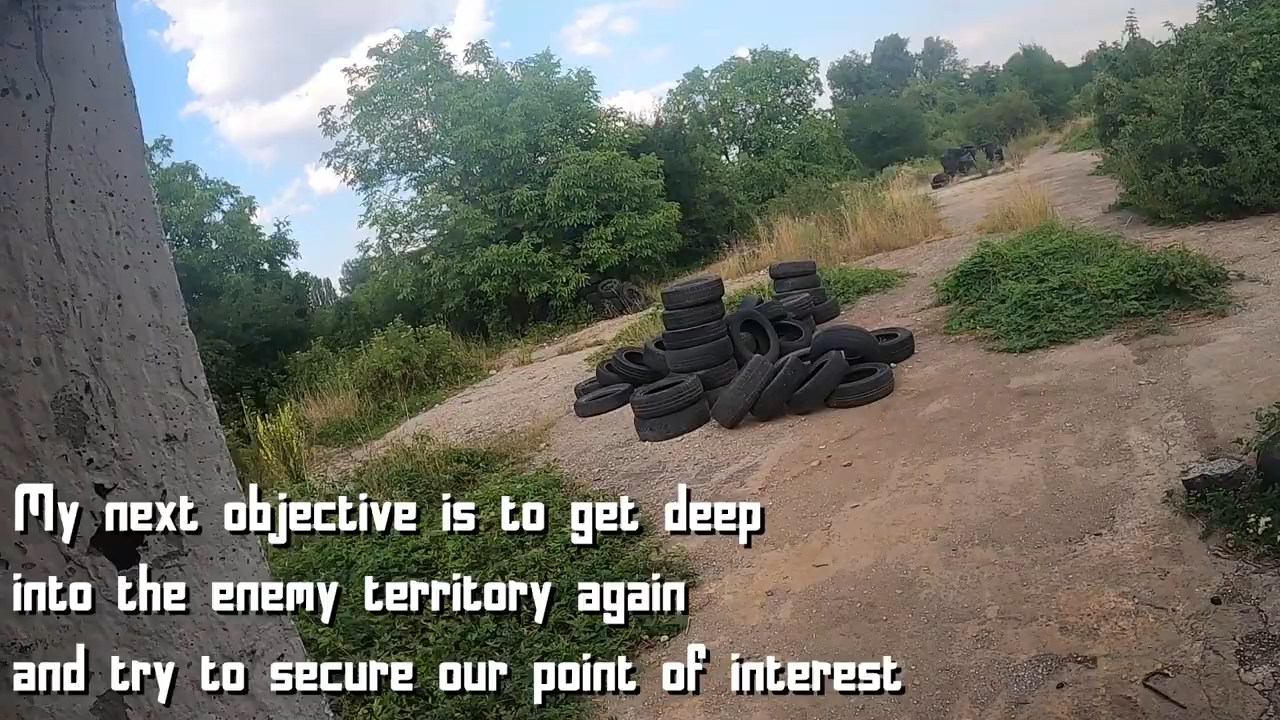 My next objective is to get deep
into the enemy territory again
and try to secure our point of interest